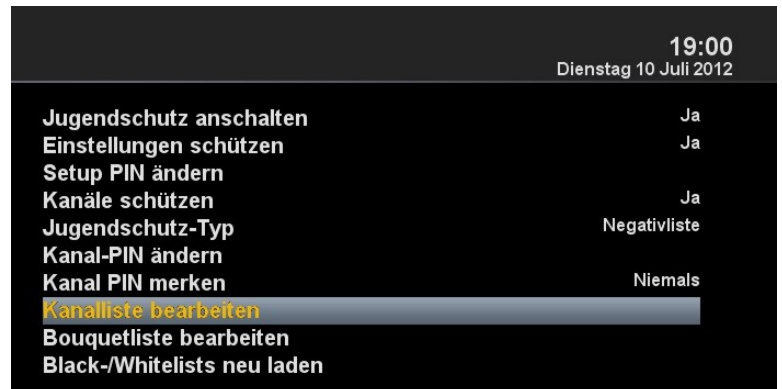 19:00
Dienstag 10 Juli 2012
Jugendschutz anschalten Ja
Einstellungen schützen Ja
Setup PIN ändern
Kanäle schützen Ja
Jugendschutz-Typ Negativliste
Kanal-PIN ändern
Kanal PIN merken Niemals
Kanalliste bearbeiten
Bouquetliste bearbeiten
Black-/Whitelists neu laden